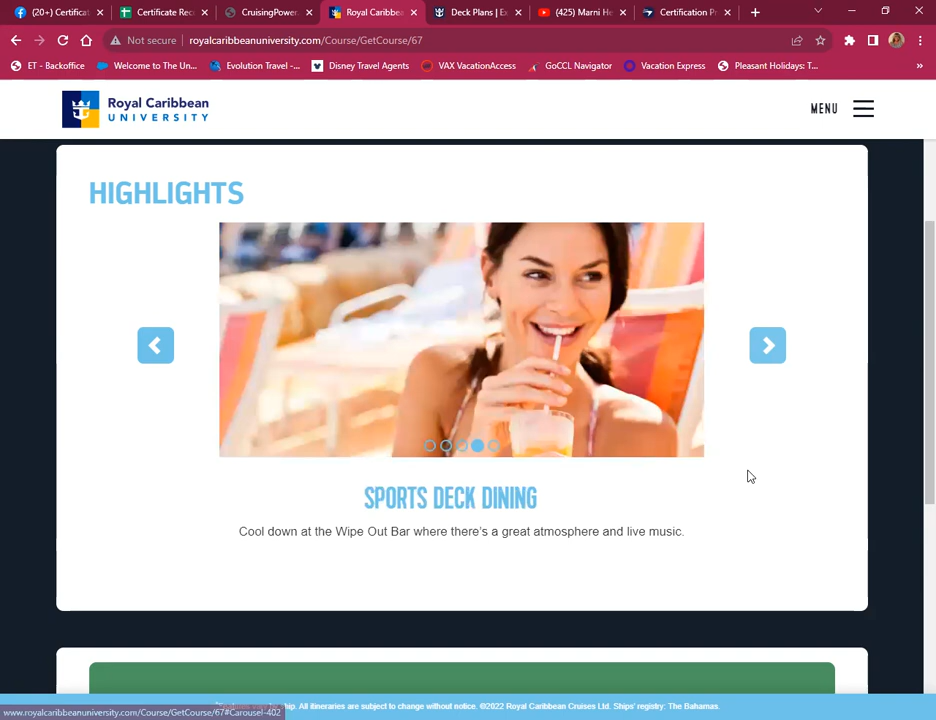 (20+) Certificat
Certificate Rec
CruisingPower.
Royal Caribbea
Deck Plans | Ex
(425) Marni He
Certification Pr
Not secure
royalcaribbeanuniversity.com/Course/GetCourse/67
ET - Backoffice
Welcome to The Un...
Evolution Travel -...
Disney Travel Agents
VAX VacationAccess
GoCCL Navigator
Vacation Express
Pleasant Holidays: T...
»
Royal Caribbean
UNIVERSITY
MENU
HIGHLIGHTS
SPORTS DECK DINING
Cool down at the Wipe Out Bar where there's a great atmosphere and live music.
ship. All itineraries are subject to change without notice. ©2022 Royal Caribbean Cruises Ltd. Ships' registry: The Bahamas.
www.royalcaribbeanuniversity.com/Course/GetCourse/67#Carousel-402